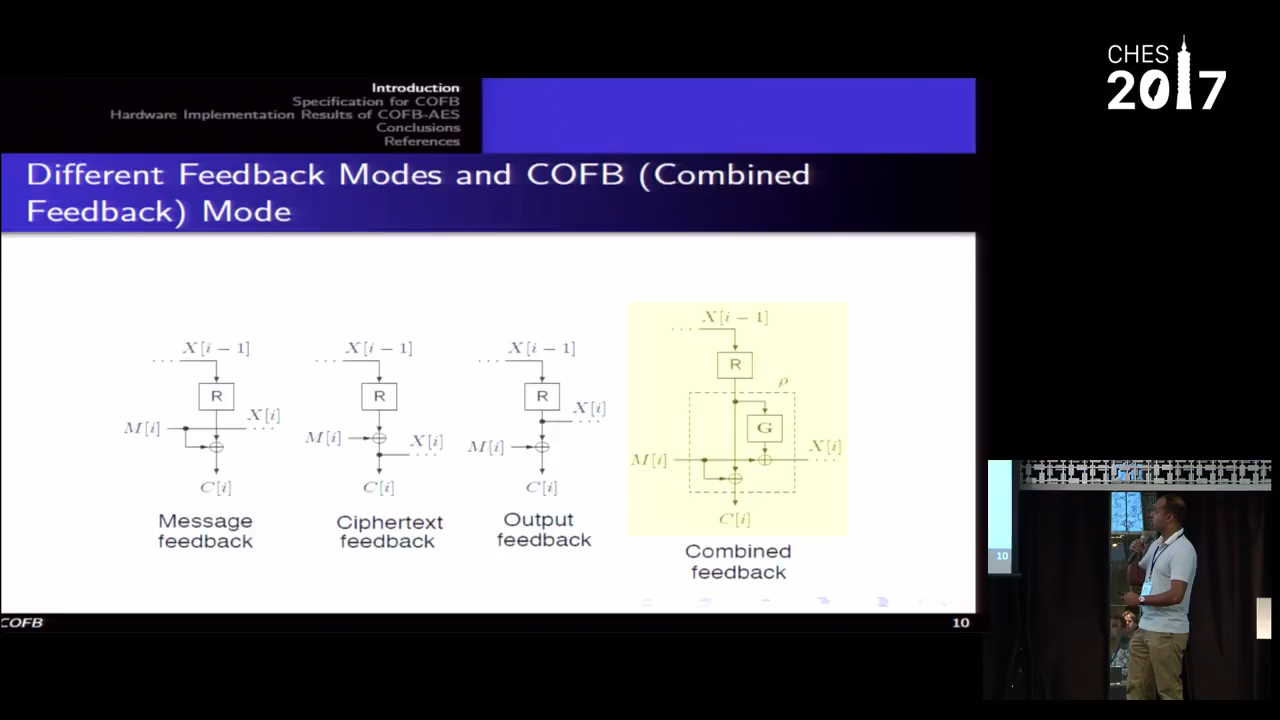 CHES
2017
Introduction
Specification for COFB
Hardware Implementation Results of COFB-AES
Conclusions
References
Different Feedback Modes and COFB (Combined
Feedback) Mode
X[i − 1]
R
M[i]
X[i]
C[i]
Message
feedback
X[i − 1]
R
M[i]
X[i]
C[i]
Ciphertext
feedback
X[i − 1]
R
M[i]
X[i]
C[i]
Output
feedback
X[i − 1]
R
ρ
G
M[i]
X[i]
C[i]
Combined
feedback
COFB
10
10